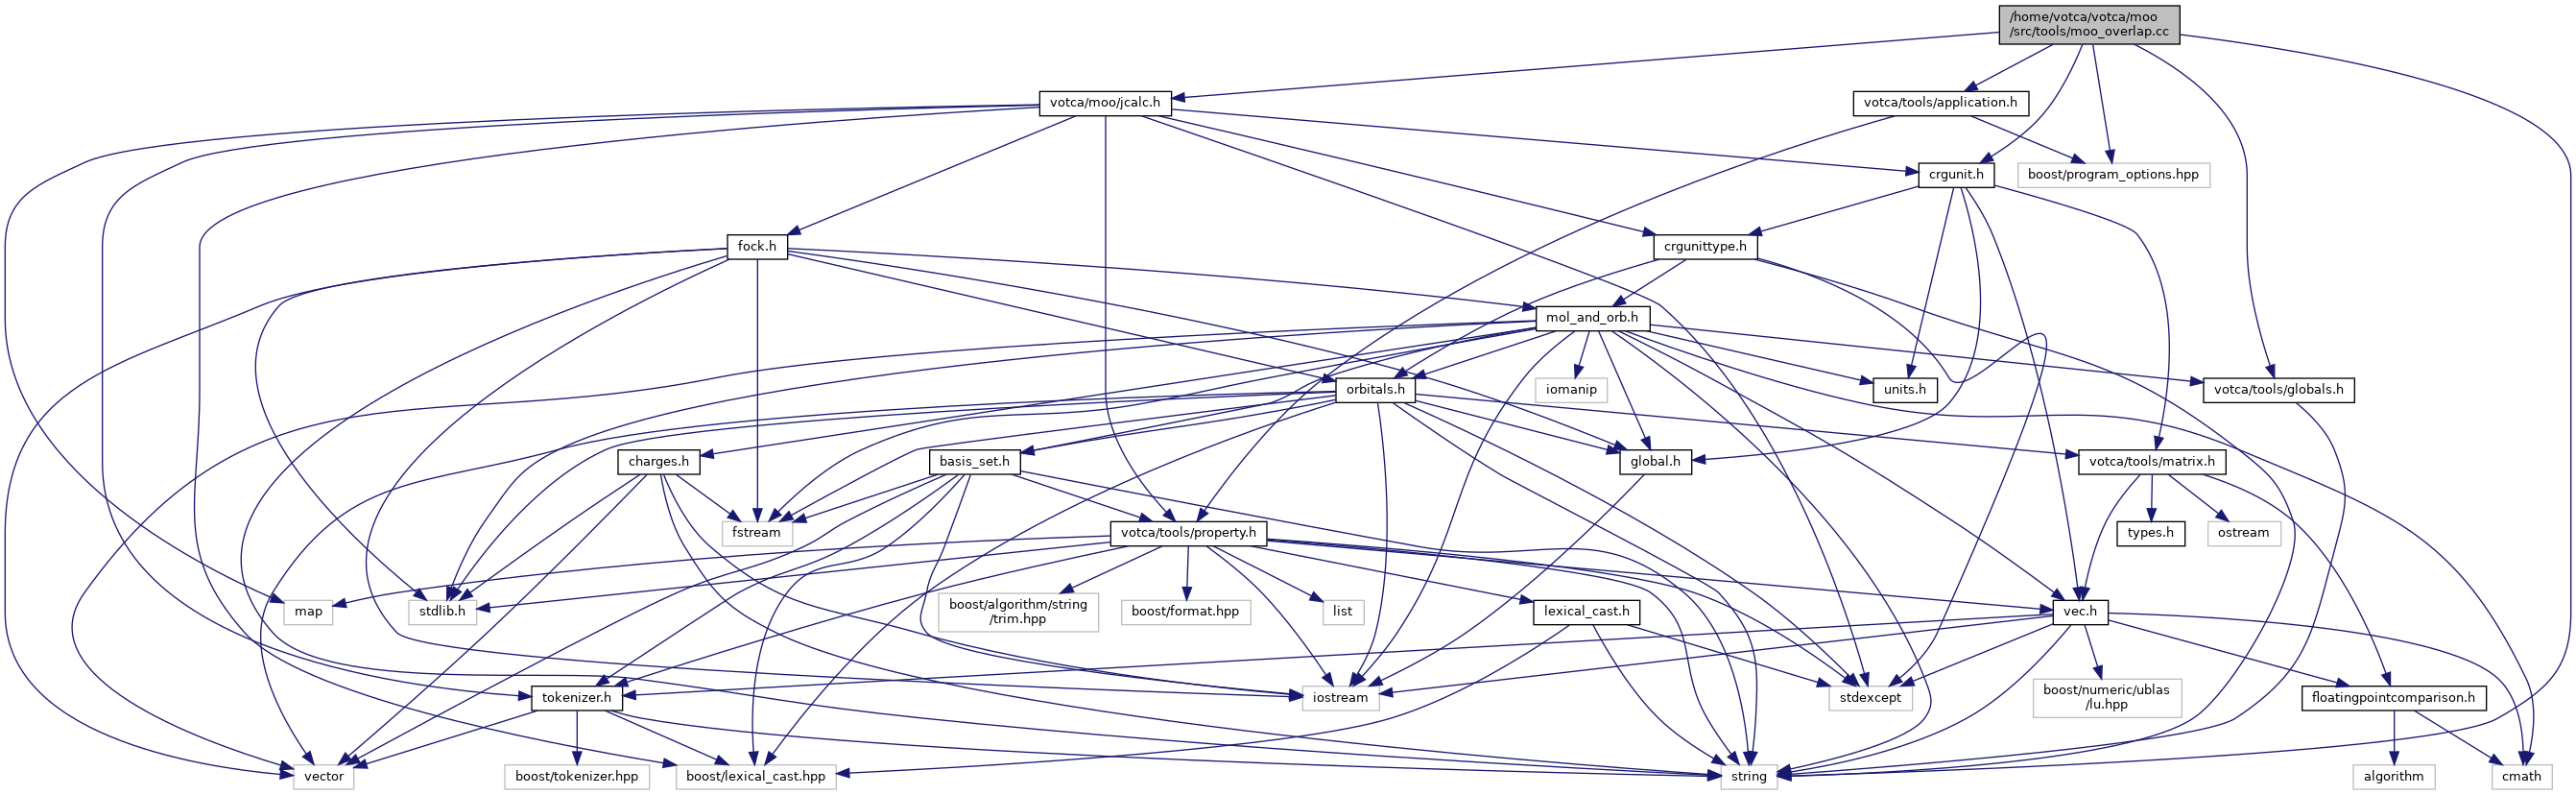 /home/votca/votca/moo
/src/tools/moo_overlap.cc
votca/moo/jcalc.h
votca/tools/application.h
crgunit.h
boost/program_options.hpp
fock.h
crgunittype.h
mol_and_orb.h
orbitals.h
iomanip
units.h
votca/tools/globals.h
charges.h
basis_set.h
global.h
votca/tools/matrix.h
fstream
votca/tools/property.h
types.h
ostream
map
stdlib.h
boost/algorithm/string
/trim.hpp
boost/format.hpp
list
lexical_cast.h
vec.h
tokenizer.h
iostream
stdexcept
boost/numeric/ublas
/lu.hpp
floatingpointcomparison.h
vector
boost/tokenizer.hpp
boost/lexical_cast.hpp
string
algorithm
cmath